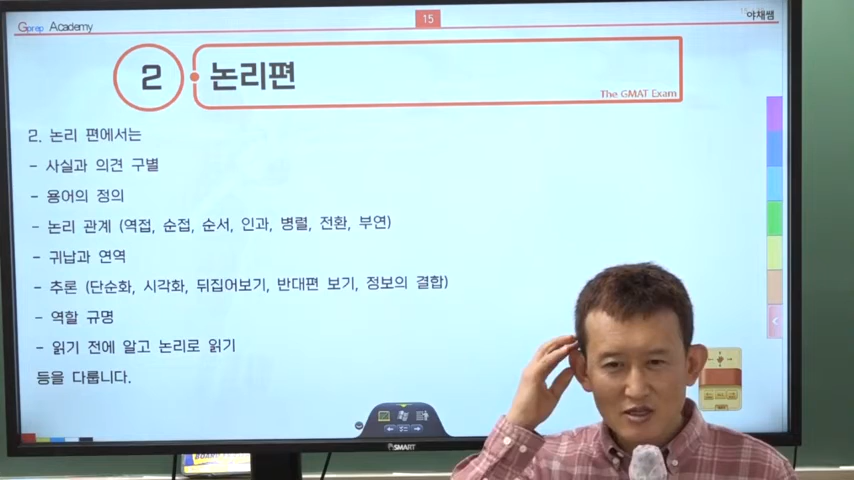 Gprep Academy
15
야채쌤
2
논리편
The GMAT Exam
2. 논리 편에서는
- 사실과 의견 구별
- 용어의 정의
- 논리 관계 (역접, 순접, 순서, 인과, 병렬, 전환, 부연)
- 귀납과 연역
- 추론 (단순화, 시각화, 뒤집어보기, 반대편 보기, 정보의 결합)
- 역할 규명
- 읽기 전에 알고 논리로 읽기
등을 다룹니다.
SMART